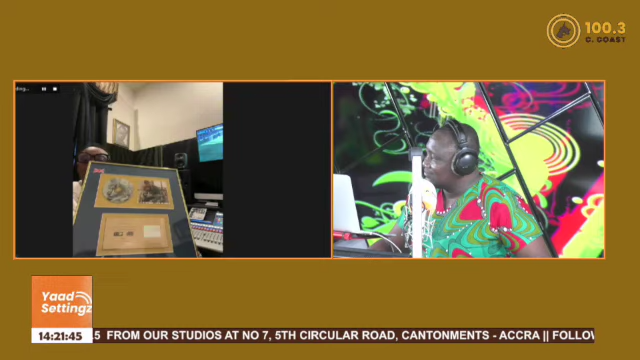 100.3
G. COAST
ding...
Yaad
Settingz
14:21:45
5 FROM OUR STUDIOS AT NO 7, 5TH CIRCULAR ROAD, CANTONMENTS - ACCRA || FOLLOW